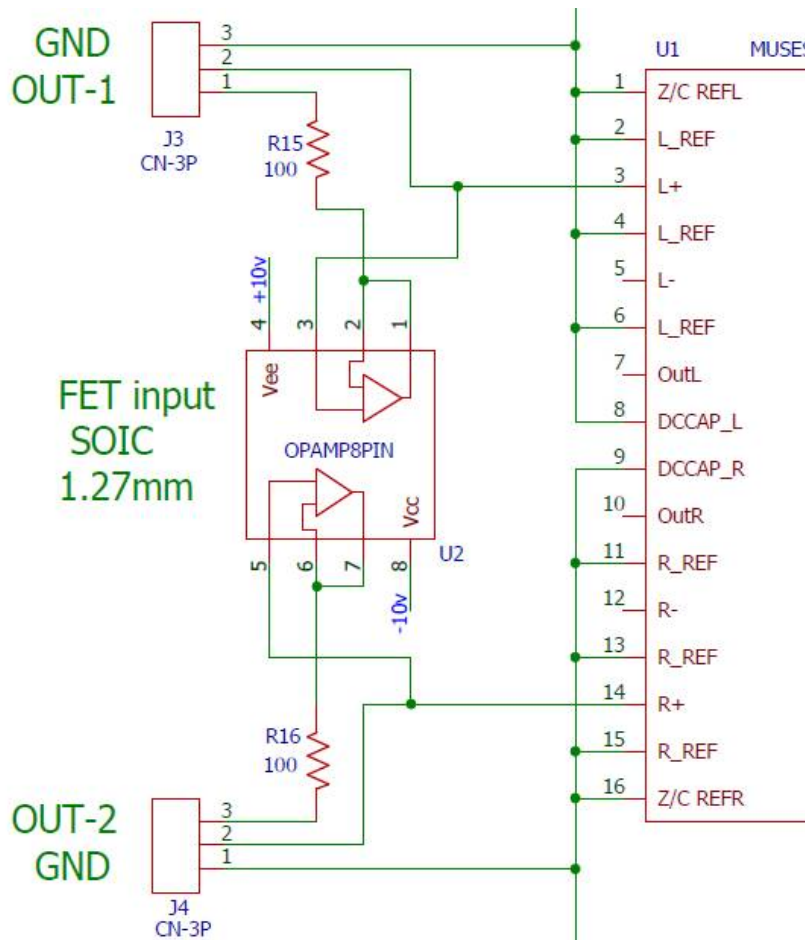 GND
OUT-1
3
2
1
J3
CN-3P
R15
100
U1
MUSES
1
Z/C REFL
2
L_REF
3
L+
4
L_REF
5
L-
6
L_REF
7
OutL
8
DCCAP_L
9
DCCAP_R
10
OutR
11
R_REF
12
R-
13
R_REF
14
R+
15
R_REF
16
Z/C REFR
+10v
4
3
2
1
Vee
FET input
SOIC
1.27mm
OPAMP8PIN
Vcc
U2
5
6
7
8
-10v
R16
100
OUT-2
GND
3
2
1
J4
CN-3P